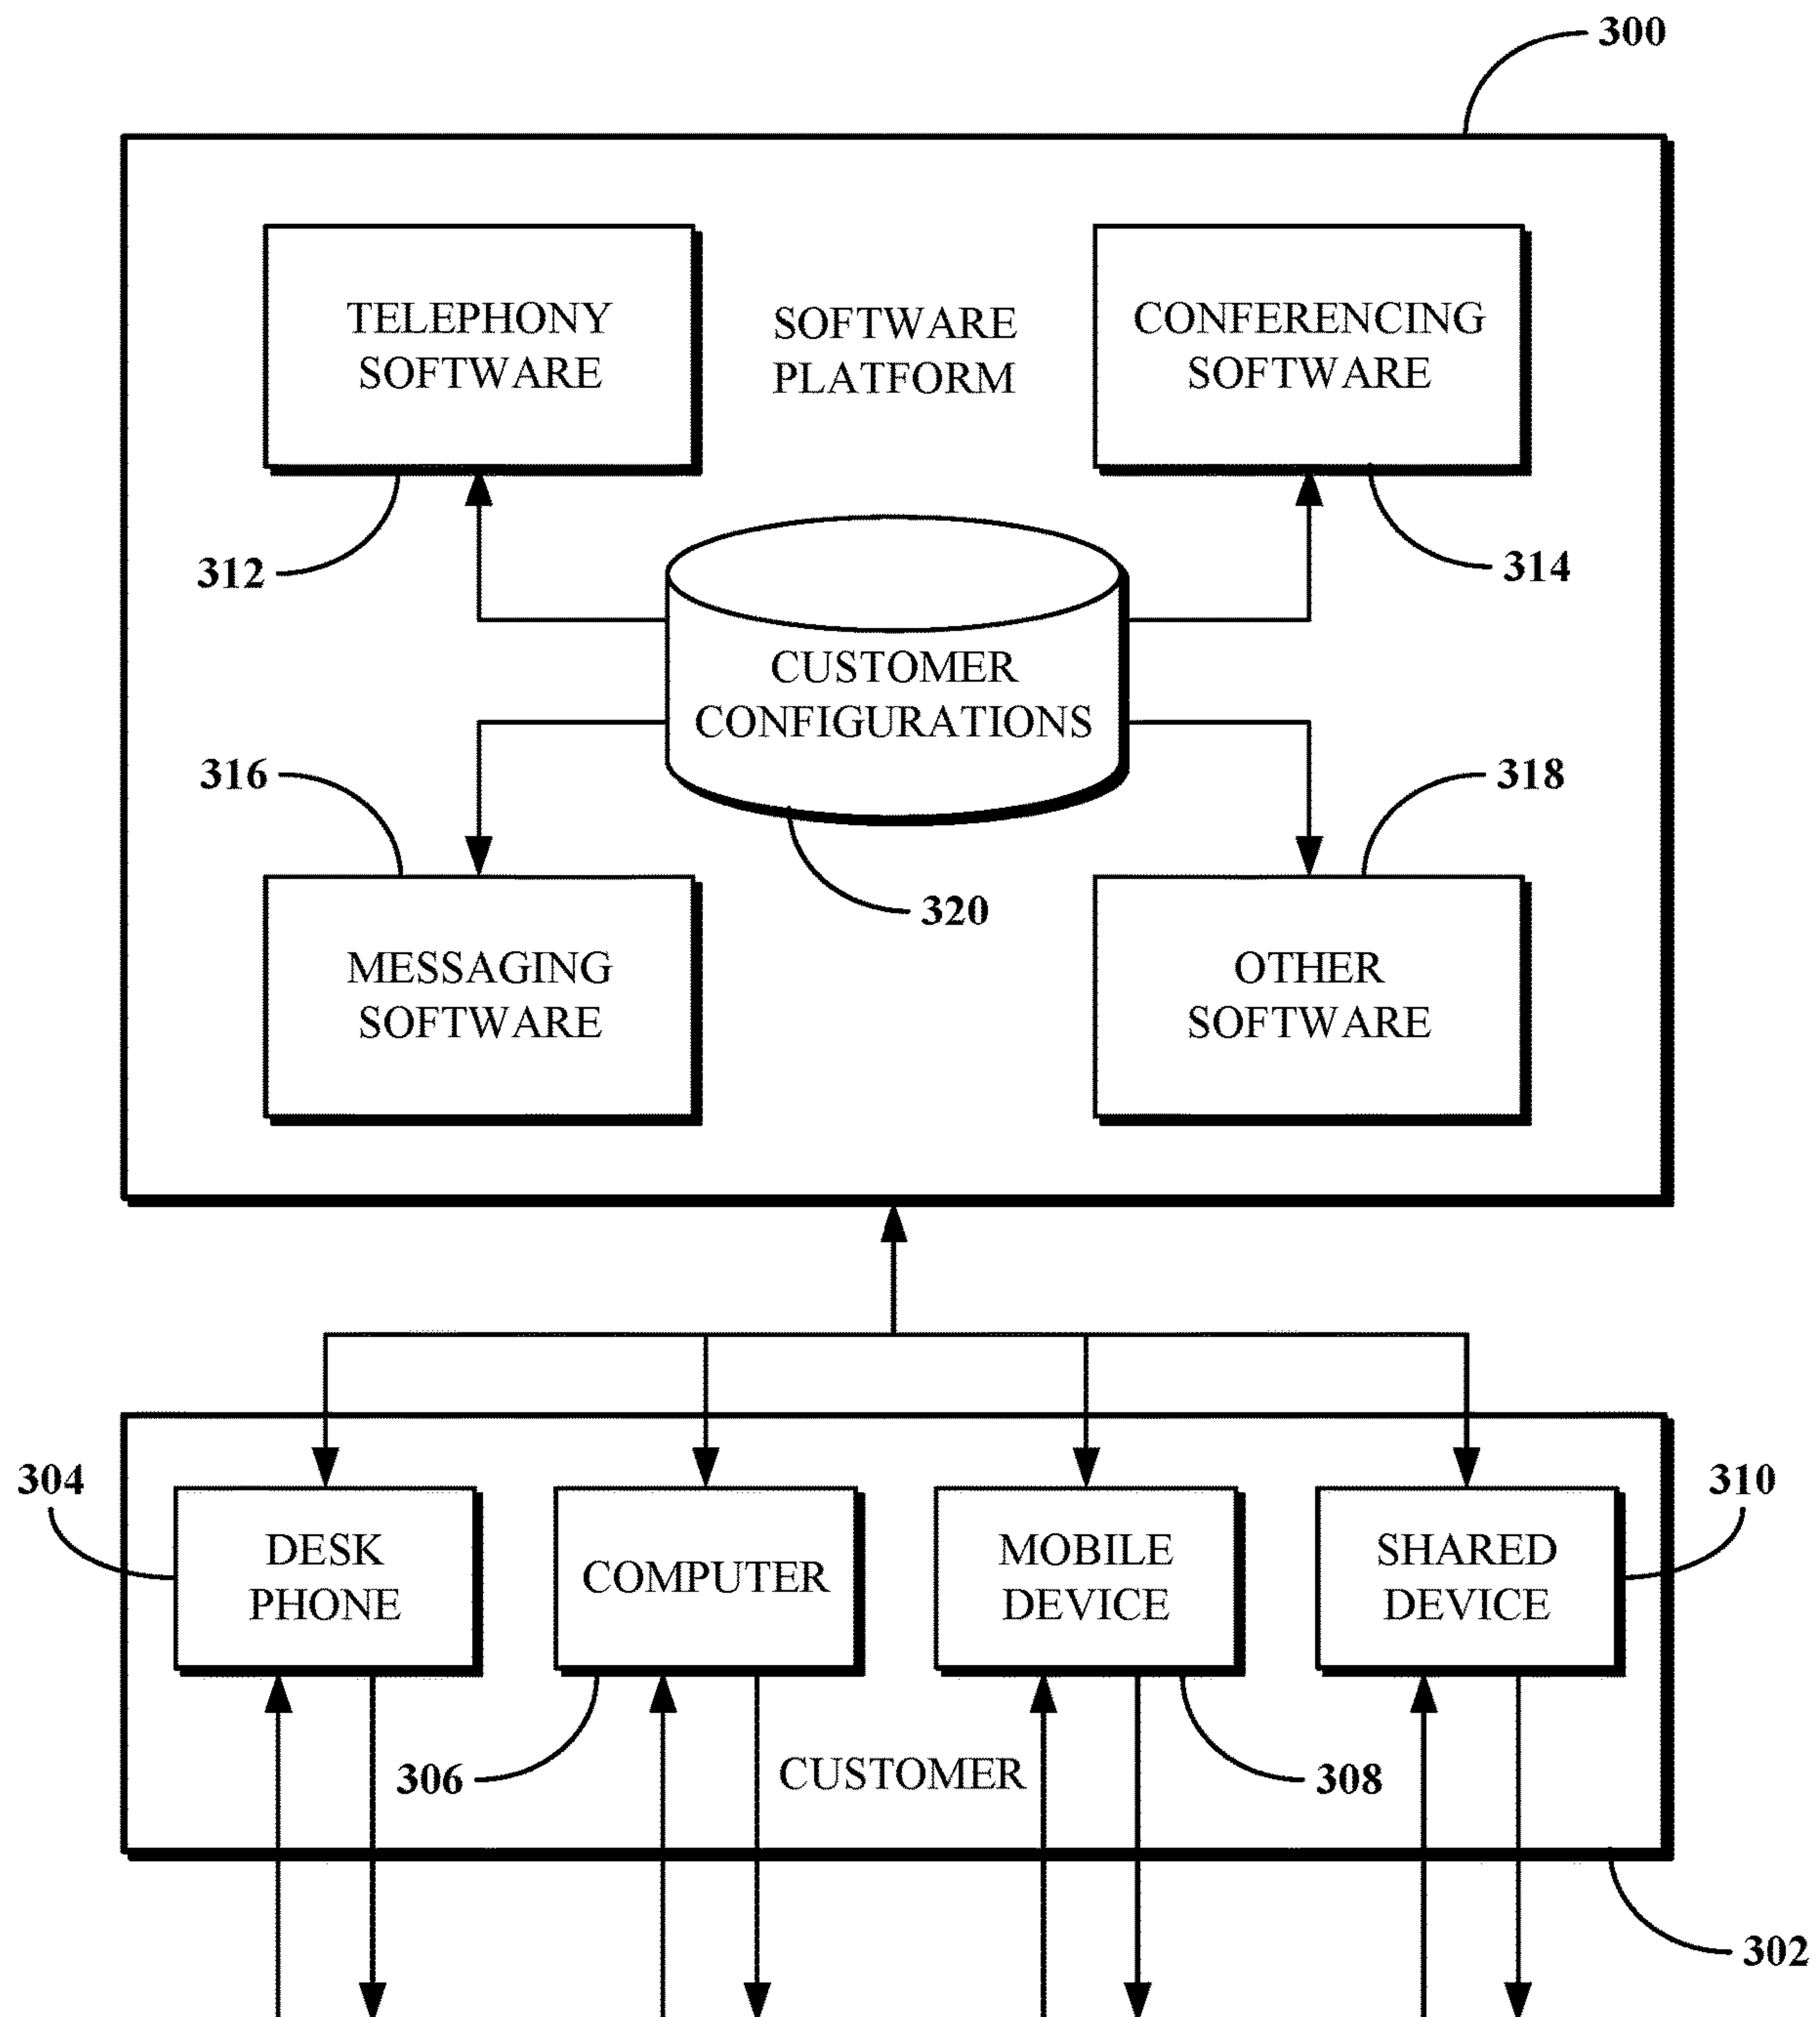 300
TELEPHONY
SOFTWARE
SOFTWARE
PLATFORM
CONFERENCING
SOFTWARE
312
314
CUSTOMER
CONFIGURATIONS
316
318
320
MESSAGING
SOFTWARE
OTHER
SOFTWARE
304
310
DESK
PHONE
COMPUTER
MOBILE
DEVICE
SHARED
DEVICE
306
CUSTOMER
308
302